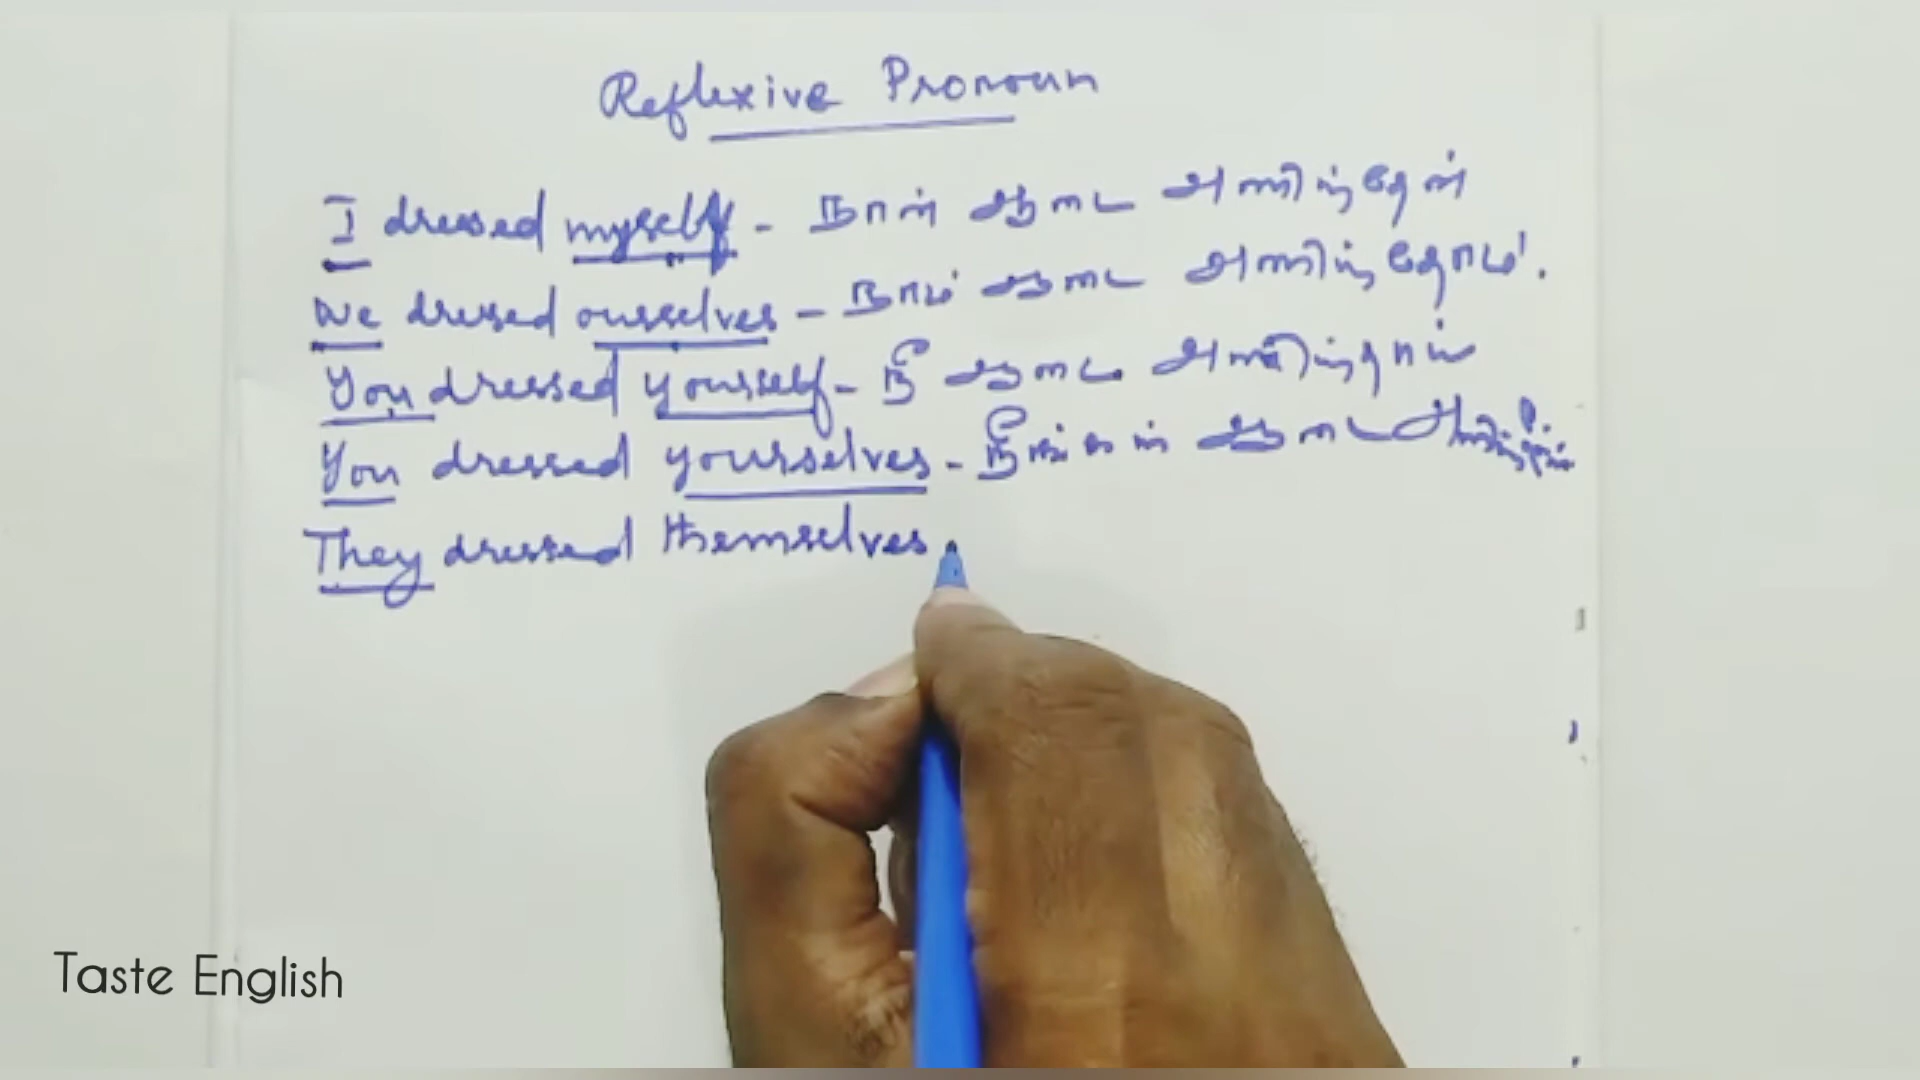 Reflexive Pronoun
I dressed myself - நான் ஆடை அணிந்தேன்
We dressed ourselves - நாம் ஆடை அணிந்தோம்.
You dressed yourself - நீ ஆடை அணிந்தாய்
You dressed yourselves - நீங்கள் ஆடை
They dressed themselves
Taste English